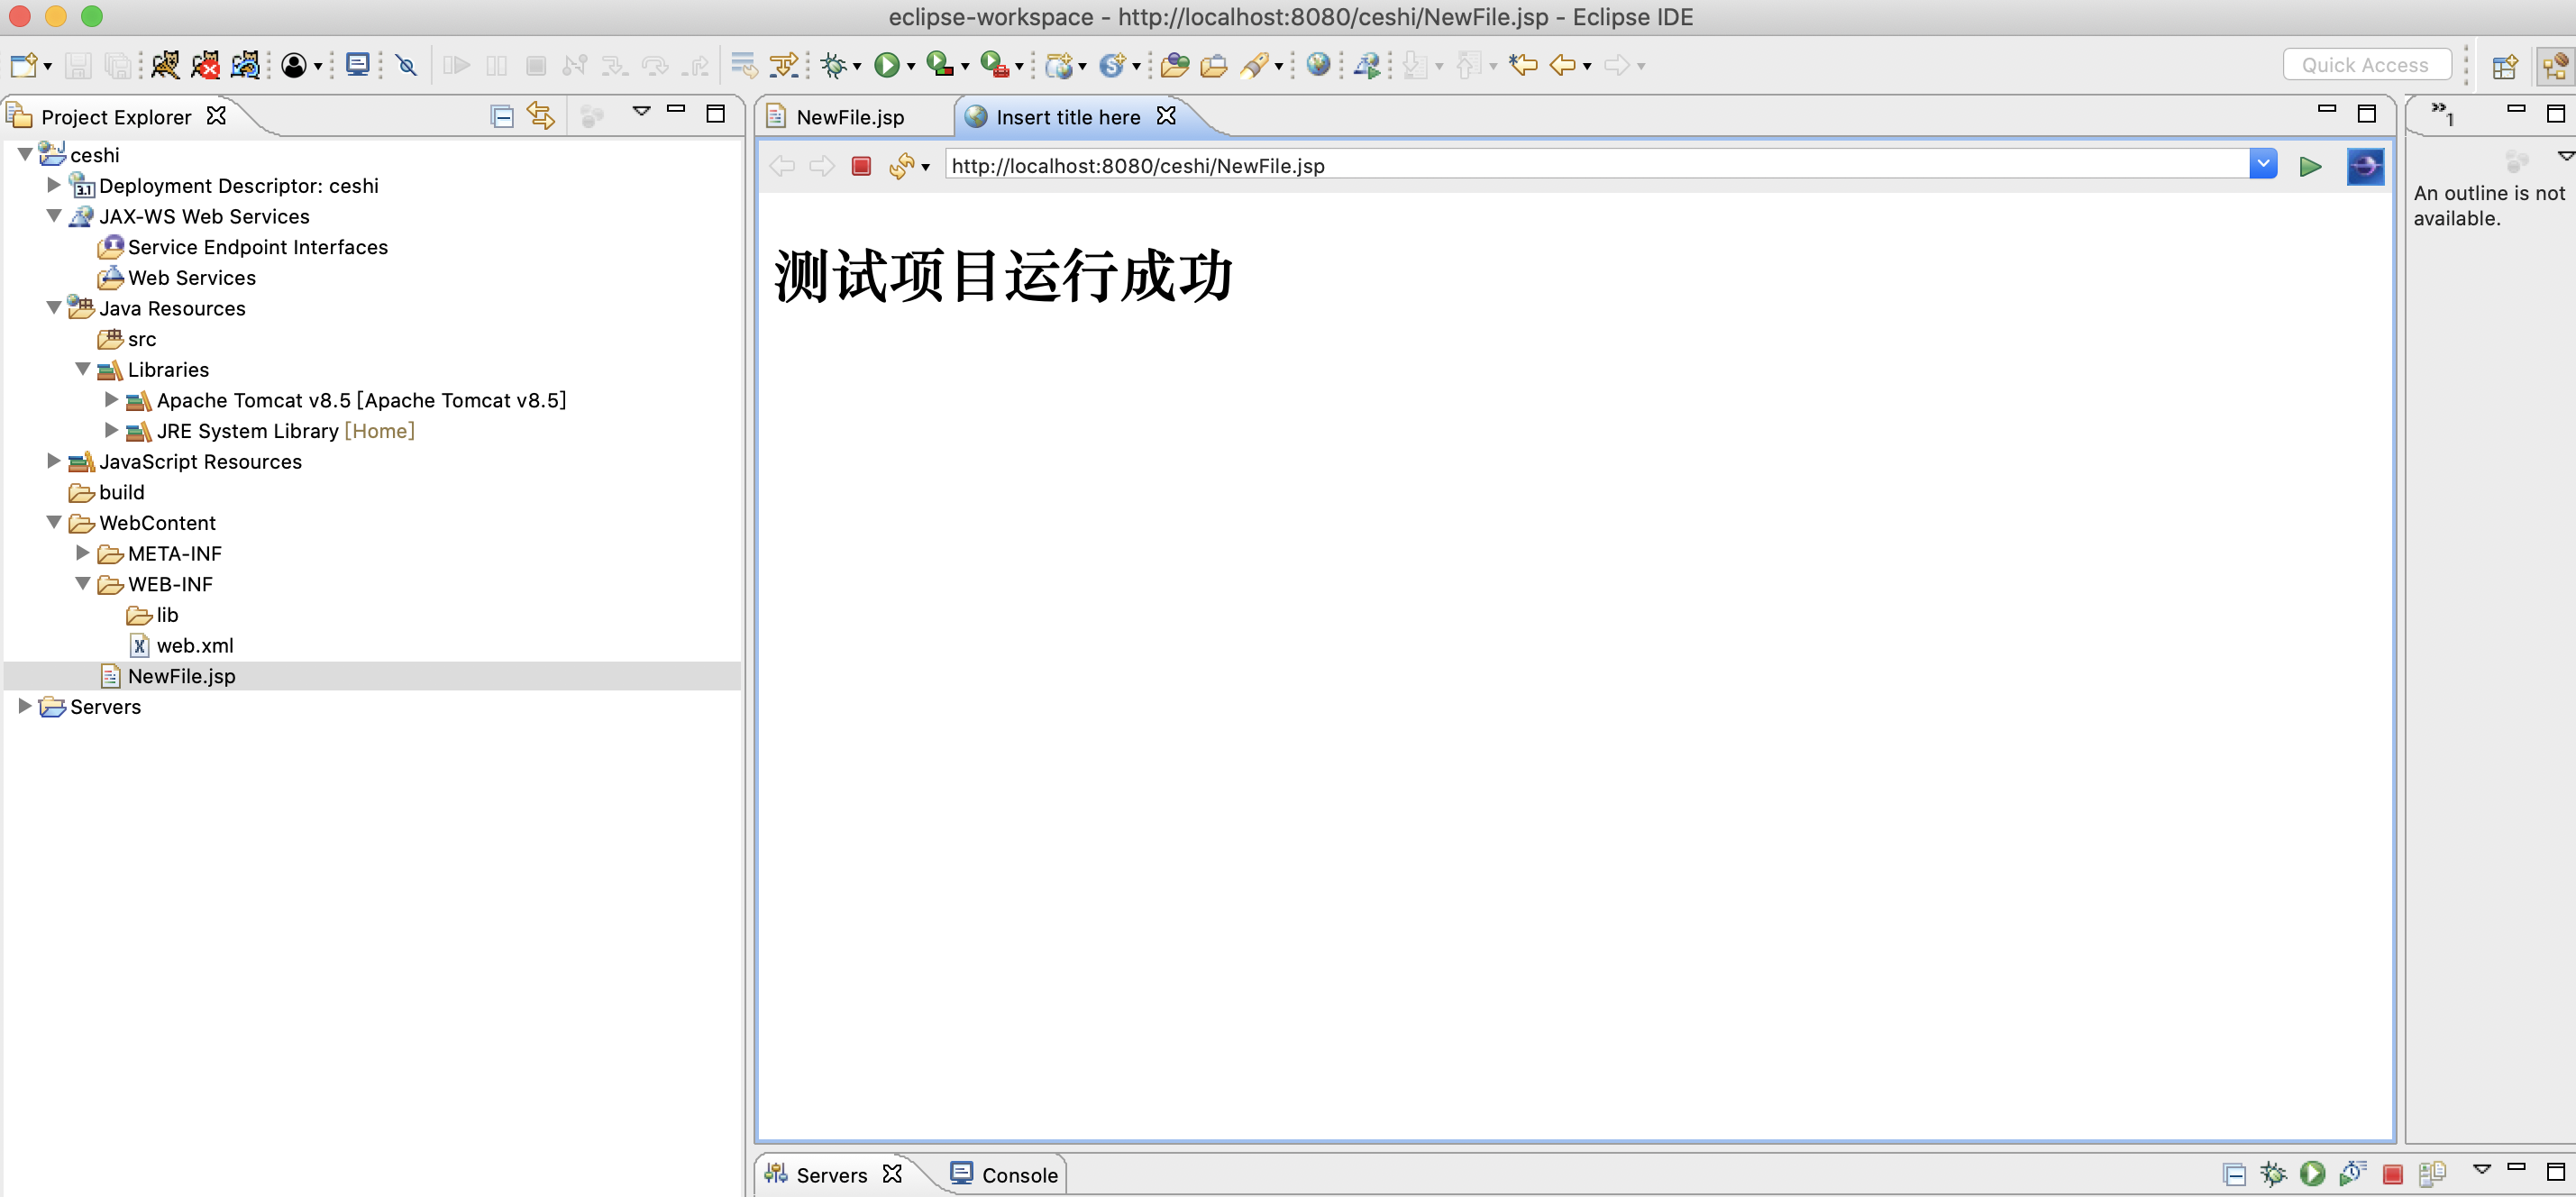 eclipse-workspace - http://localhost:8080/ceshi/NewFile.jsp - Eclipse IDE
Quick Access
Project Explorer
ceshi
3.1 Deployment Descriptor: ceshi
JAX-WS Web Services
Service Endpoint Interfaces
Web Services
Java Resources
src
Libraries
Apache Tomcat v8.5 [Apache Tomcat v8.5]
JRE System Library [Home]
JavaScript Resources
build
WebContent
META-INF
WEB-INF
lib
web.xml
NewFile.jsp
Servers
NewFile.jsp
Insert title here
http://localhost:8080/ceshi/NewFile.jsp
测试项目运行成功
»1
An outline is not
available.
Servers
Console